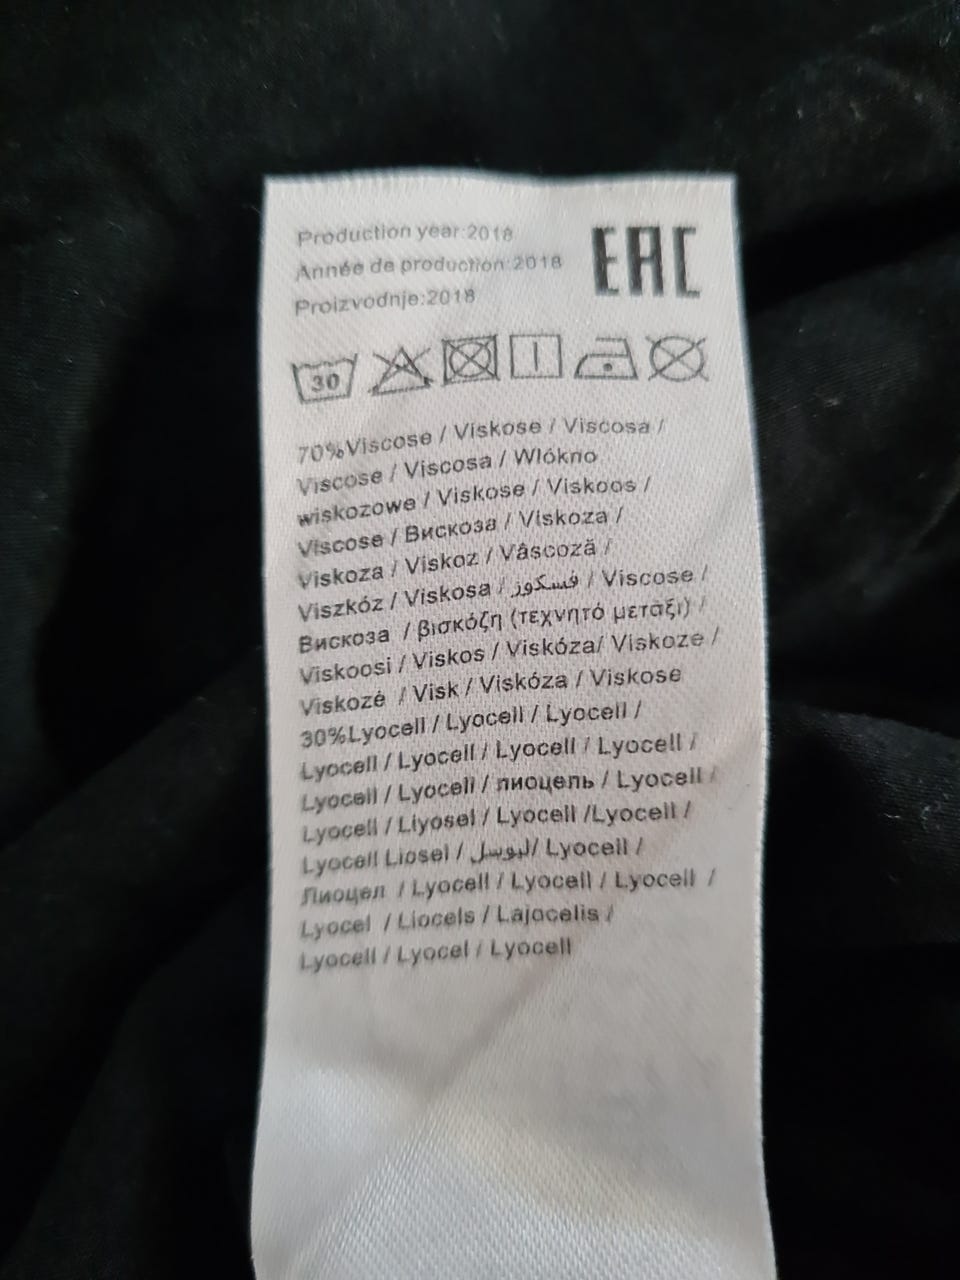 Production year:2018
Année de production:2018
Proizvodnje:2018
EAC
30
70%Viscose / Viskose / Viscosa /
Viscose / Viscosa / Wlókno
wiskozowe / Viskose / Viskoos /
Viscose / Вискоза / Viskoza /
Viskoza / Viskoz / Vâscoză /
Viszkóz / Viskosa / فسكوز / Viscose /
Вискоза / βισκόζη (τεχνητό μετάξι) /
Viskoosi / Viskos / Viskóza/ Viskoze /
Viskozė / Visk / Viskóza / Viskose
30%Lyocell / Lyocell / Lyocell /
Lyocell / Lyocell / Lyocell / Lyocell /
Lyocell / Lyocell / лиоцель / Lyocell /
Lyocell / Liyosel / Lyocell /Lyocell /
Lyocell Liosel / ليوسل/ Lyocell /
Лиоцел / Lyocell / Lyocell / Lyocell /
Lyocel / Liocels / Lajocelis /
Lyocell / Lyocel / Lyocell